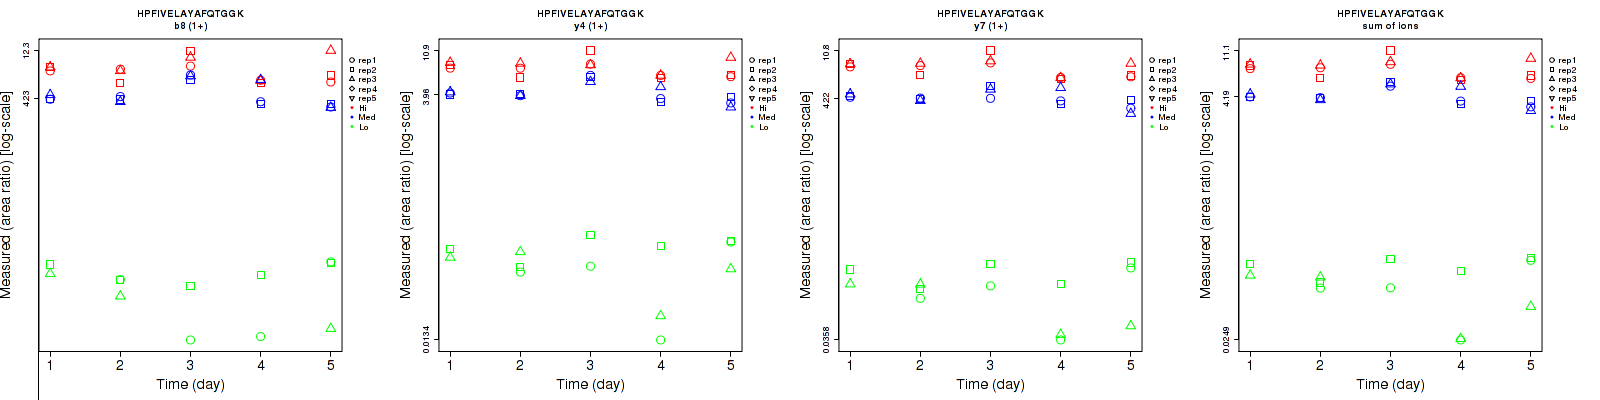 HPFIVELAYAFQTGGK
b8 (1+)
Measured (area ratio) [log-scale]
12.3
4.23
1 2 3 4 5
Time (day)
rep1
rep2
rep3
rep4
rep5
Hi
Med
Lo
HPFIVELAYAFQTGGK
y4 (1+)
Measured (area ratio) [log-scale]
10.9
3.98
0.0134
1 2 3 4 5
Time (day)
rep1
rep2
rep3
rep4
rep5
Hi
Med
Lo
HPFIVELAYAFQTGGK
y7 (1+)
Measured (area ratio) [log-scale]
10.8
4.22
0.0358
1 2 3 4 5
Time (day)
rep1
rep2
rep3
rep4
rep5
Hi
Med
Lo
HPFIVELAYAFQTGGK
sum of ions
Measured (area ratio) [log-scale]
11.1
4.19
0.0249
1 2 3 4 5
Time (day)
rep1
rep2
rep3
rep4
rep5
Hi
Med
Lo